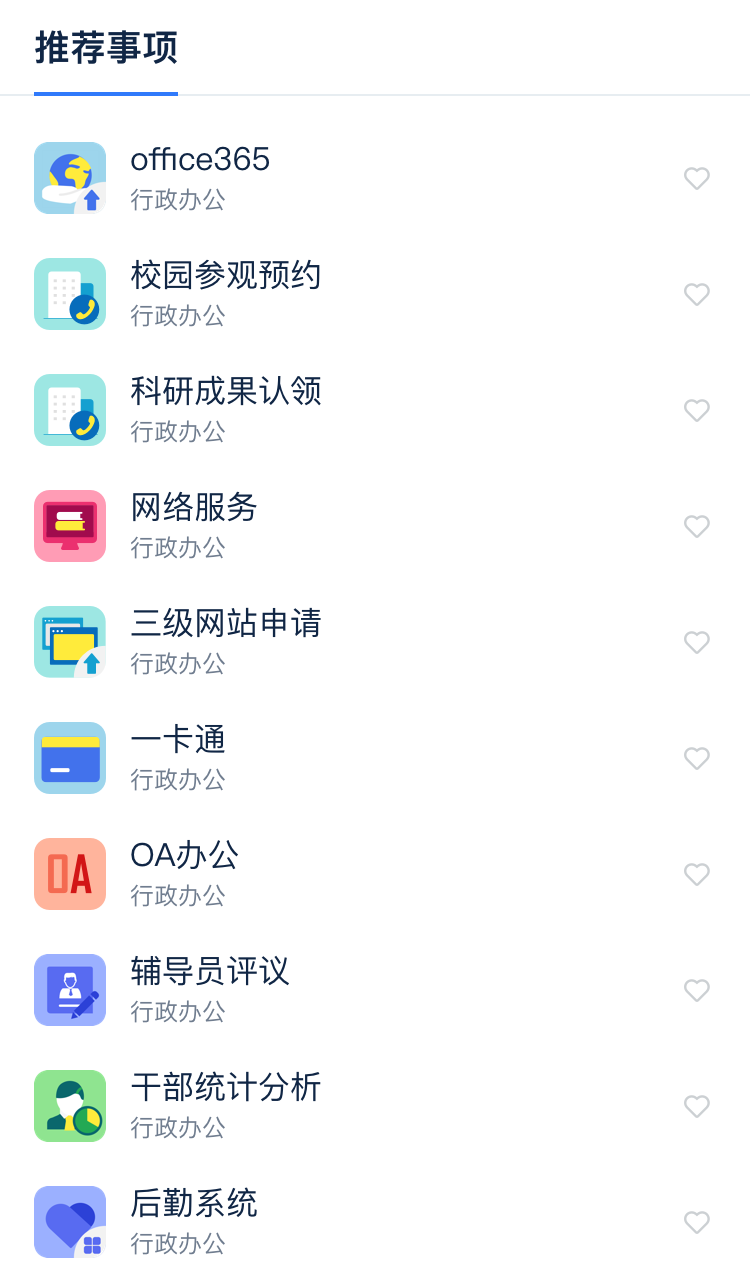 推荐事项
office365
行政办公
校园参观预约
行政办公
科研成果认领
行政办公
网络服务
行政办公
三级网站申请
行政办公
一卡通
行政办公
OA
OA办公
行政办公
辅导员评议
行政办公
干部统计分析
行政办公
后勤系统
行政办公